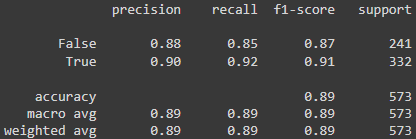 precision recall f1-score support
False 0.88 0.85 0.87 241
True 0.90 0.92 0.91 332
accuracy 0.89 573
macro avg 0.89 0.89 0.89 573
weighted avg 0.89 0.89 0.89 573